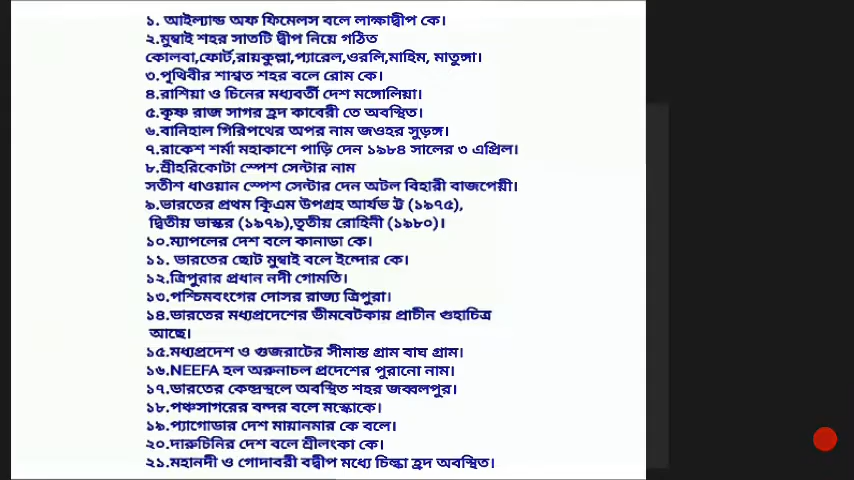 ১. আইল্যান্ড অফ ফিমেলস বলে লাক্ষাদ্বীপ কে।
২.মুম্বাই শহর সাতটি দ্বীপ নিয়ে গঠিত
কোলবা,ফোর্ট,রায়কুল্লা,প্যারেল,ওরলি,মাহিম, মাতুঙ্গা।
৩.পৃথিবীর শাশ্বত শহর বলে রোম কে।
৪.রাশিয়া ও চিনের মধ্যবর্তী দেশ মঙ্গোলিয়া।
৫.কৃষ্ণ রাজ সাগর হ্রদ কাবেরী তে অবস্থিত।
৬.বানিহাল গিরিপথের অপর নাম জওহর সুড়ঙ্গ।
৭.রাকেশ শর্মা মহাকাশে পাড়ি দেন ১৯৮৪ সালের ৩ এপ্রিল।
৮.শ্রীহরিকোটা স্পেশ সেন্টার নাম
সতীশ ধাওয়ান স্পেশ সেন্টার দেন অটল বিহারী বাজপেয়ী।
৯.ভারতের প্রথম কৃিএম উপগ্রহ আর্যভ ট্ট (১৯৭৫),
দ্বিতীয় ভাস্কর (১৯৭৯),তৃতীয় রোহিনী (১৯৮০)।
১০.ম্যাপলের দেশ বলে কানাডা কে।
১১. ভারতের ছোট মুম্বাই বলে ইন্দোর কে।
১২.ত্রিপুরার প্রধান নদী গোমতি।
১৩.পশ্চিমবংগের দোসর রাজ্য ত্রিপুরা।
১৪.ভারতের মধ্যপ্রদেশের ভীমবেটকায় প্রাচীন গুহাচিত্র
আছে।
১৫.মধ্যপ্রদেশ ও গুজরাটের সীমান্ত গ্রাম বাঘ গ্রাম।
১৬.NEEFA হল অরুনাচল প্রদেশের পুরানো নাম।
১৭.ভারতের কেন্দ্রস্থলে অবস্থিত শহর জব্বলপুর।
১৮.পঞ্চসাগরের বন্দর বলে মস্কোকে।
১৯.প্যাগোডার দেশ মায়ানমার কে বলে।
২০.দারুচিনির দেশ বলে শ্রীলংকা কে।
২১.মহানদী ও গোদাবরী বদ্বীপ মধ্যে চিল্কা হ্রদ অবস্থিত।